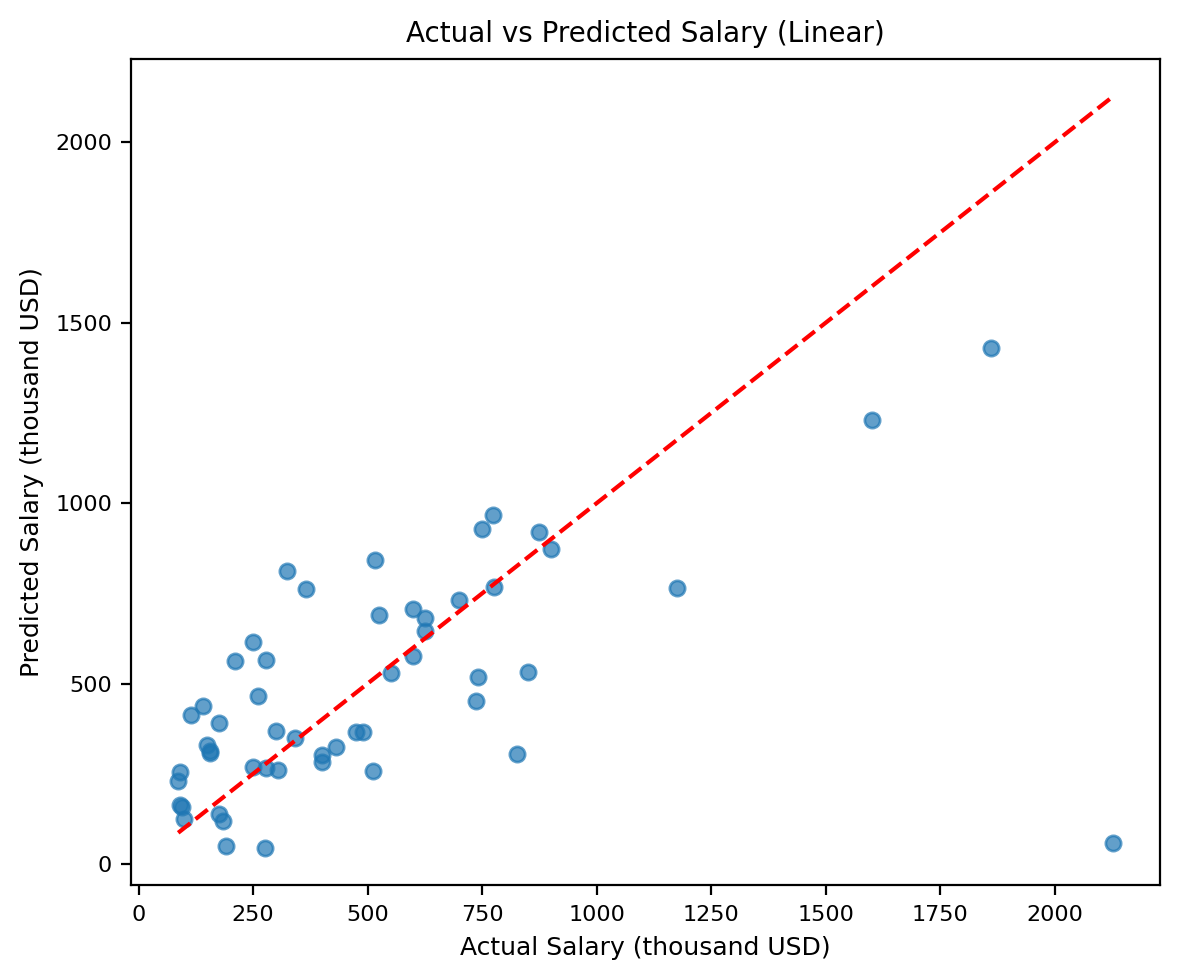 Actual vs Predicted Salary (Linear)
Predicted Salary (thousand USD)
2000
1500
1000
500
0
0 250 500 750 1000 1250 1500 1750 2000
Actual Salary (thousand USD)